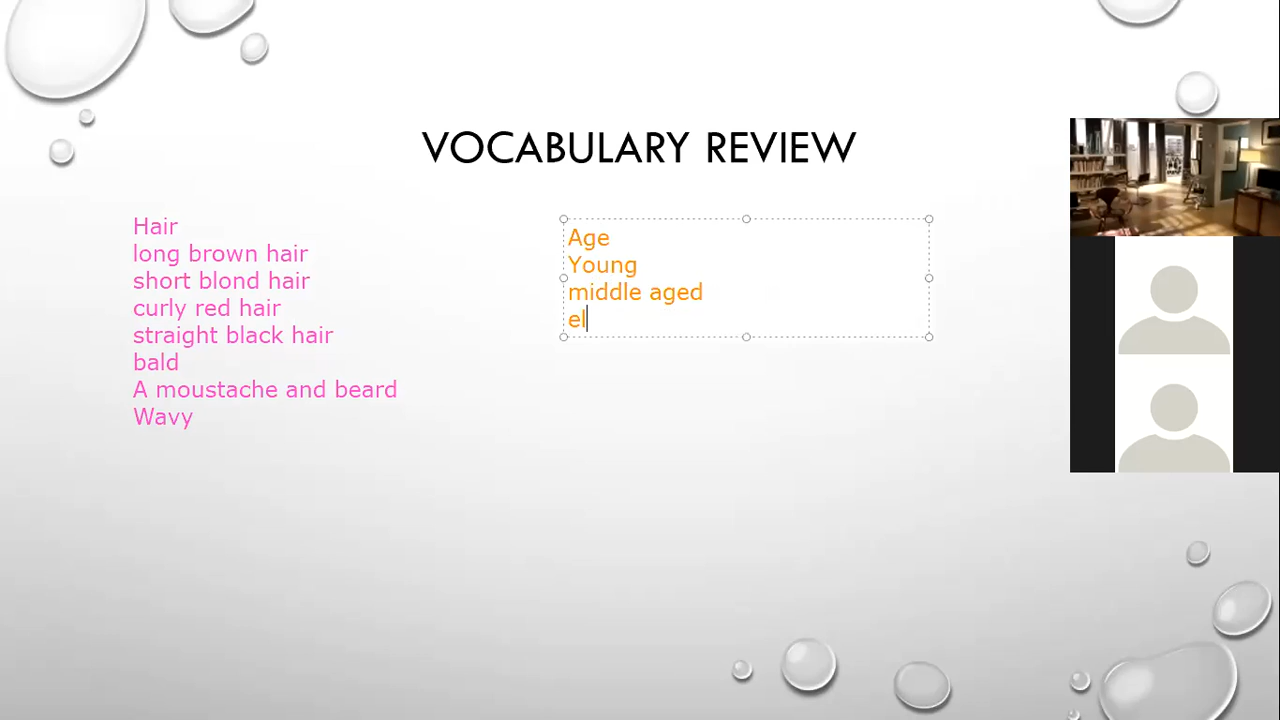 VOCABULARY REVIEW
Hair
long brown hair
short blond hair
curly red hair
straight black hair
bald
A moustache and beard
Wavy
Age
Young
middle aged
el